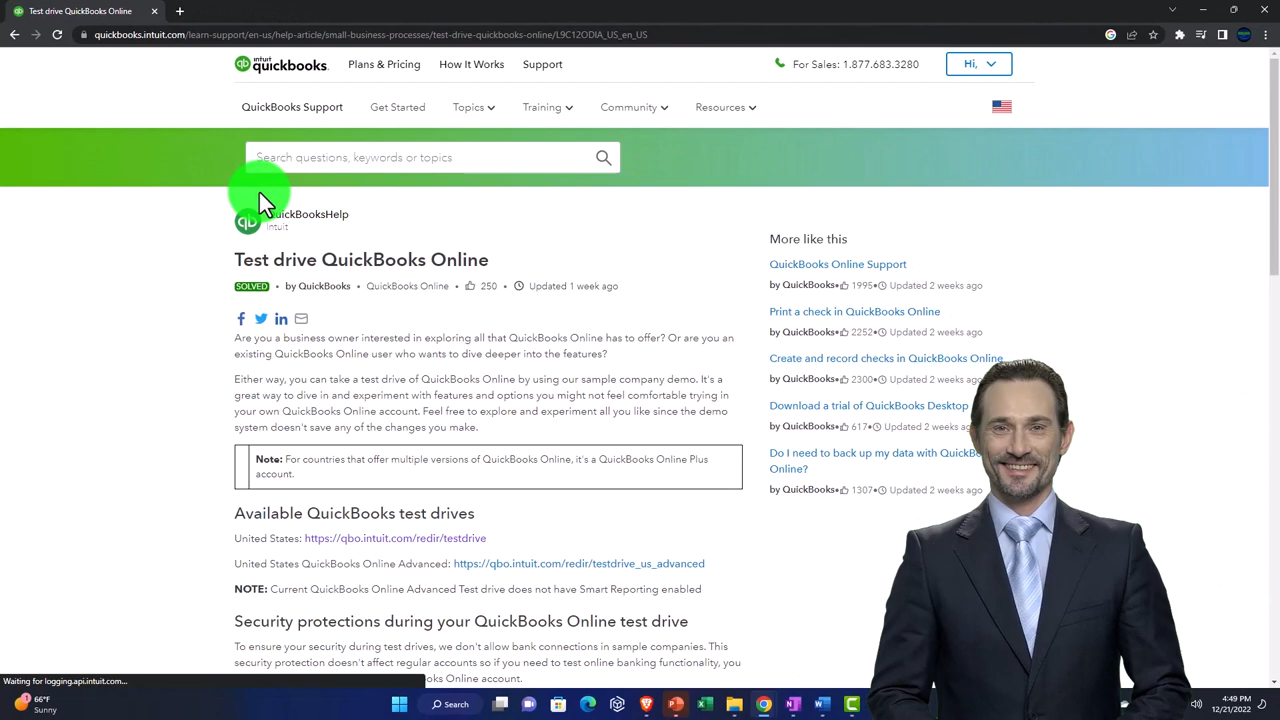 Test drive QuickBooks Online
quickbooks.intuit.com/learn-support/en-us/help-article/small-business-processes/test-drive-quickbooks-online/L9C12ODIA_US_en_US
intuit
quickbooks.
Plans & Pricing
How It Works
Support
For Sales: 1.877.683.3280
Hi,
QuickBooks Support
Get Started
Topics
Training
Community
Resources
Search questions, keywords or topics
QuickBooksHelp
Intuit
Test drive QuickBooks Online
SOLVED • by QuickBooks • QuickBooks Online • 250 • Updated 1 week ago
Are you a business owner interested in exploring all that QuickBooks Online has to offer? Or are you an
existing QuickBooks Online user who wants to dive deeper into the features?
Either way, you can take a test drive of QuickBooks Online by using our sample company demo. It's a
great way to dive in and experiment with features and options you might not feel comfortable trying in
your own QuickBooks Online account. Feel free to explore and experiment all you like since the demo
system doesn't save any of the changes you make.
Note: For countries that offer multiple versions of QuickBooks Online, it's a QuickBooks Online Plus
account.
Available QuickBooks test drives
United States: https://qbo.intuit.com/redir/testdrive
United States QuickBooks Online Advanced: https://qbo.intuit.com/redir/testdrive_us_advanced
NOTE: Current QuickBooks Online Advanced Test drive does not have Smart Reporting enabled
Security protections during your QuickBooks Online test drive
To ensure your security during test drives, we don't allow bank connections in sample companies. This
security protection doesn't affect regular accounts so if you need to test online banking functionality, you
ks Online account.
More like this
QuickBooks Online Support
by QuickBooks• 1995• Updated 2 weeks ago
Print a check in QuickBooks Online
by QuickBooks• 2252• Updated 2 weeks ago
Create and record checks in QuickBooks Online
by QuickBooks• 2300• Updated 2 weeks ago
Download a trial of QuickBooks Desktop
by QuickBooks• 617• Updated 2 weeks ago
Do I need to back up my data with QuickBo
Online?
by QuickBooks• 1307• Updated 2 weeks ago
Waiting for logging.api.intuit.com...
1
66°F
Sunny
Search
4:49 PM
12/21/2022